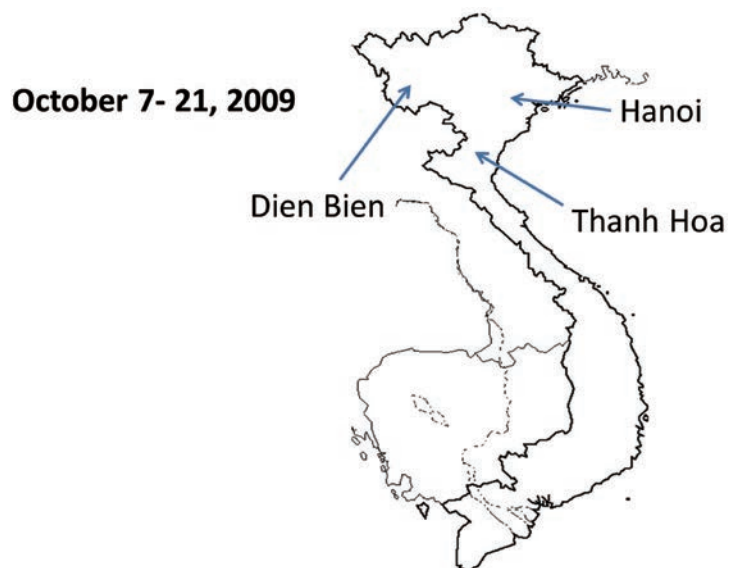 October 7- 21, 2009
Hanoi
Dien Bien
Thanh Hoa